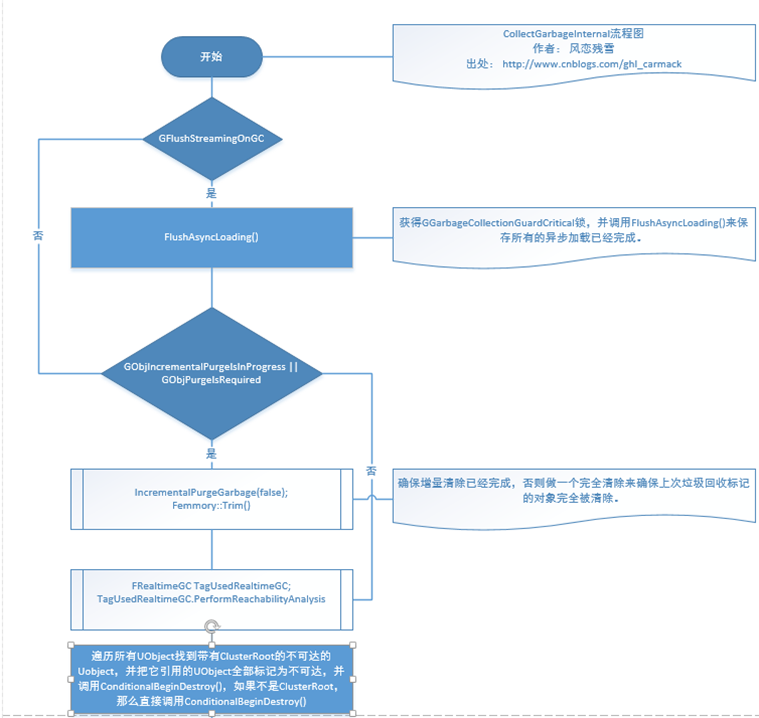 开始
CollectGarbageInternal流程图
作者： 风恋残雪
出处： http://www.cnblogs.com/ghl_carmack
GFlushStreamingOnGC
是
否
FlushAsyncLoading()
获得GGarbageCollectionGuardCritical锁，并调用FlushAsyncLoading()来保
存所有的异步加载已经完成。
GObjIncrementalPurgeIsInProgress ||
GObjPurgeIsRequired
是
否
IncrementalPurgeGarbage(false);
Femmory::Trim()
确保增量清除已经完成，否则做一个完全清除来确保上次垃圾回收标记
的对象完全被清除。
FRealtimeGC TagUsedRealtimeGC;
TagUsedRealtimeGC.PerformReachabilityAnalysis
遍历所有UObject找到带有ClusterRoot的不可达的
Uobject，并把它引用的UObject全部标记为不可达，并
调用ConditionalBeginDestroy()，如果不是ClusterRoot，
那么直接调用ConditionalBeginDestroy()